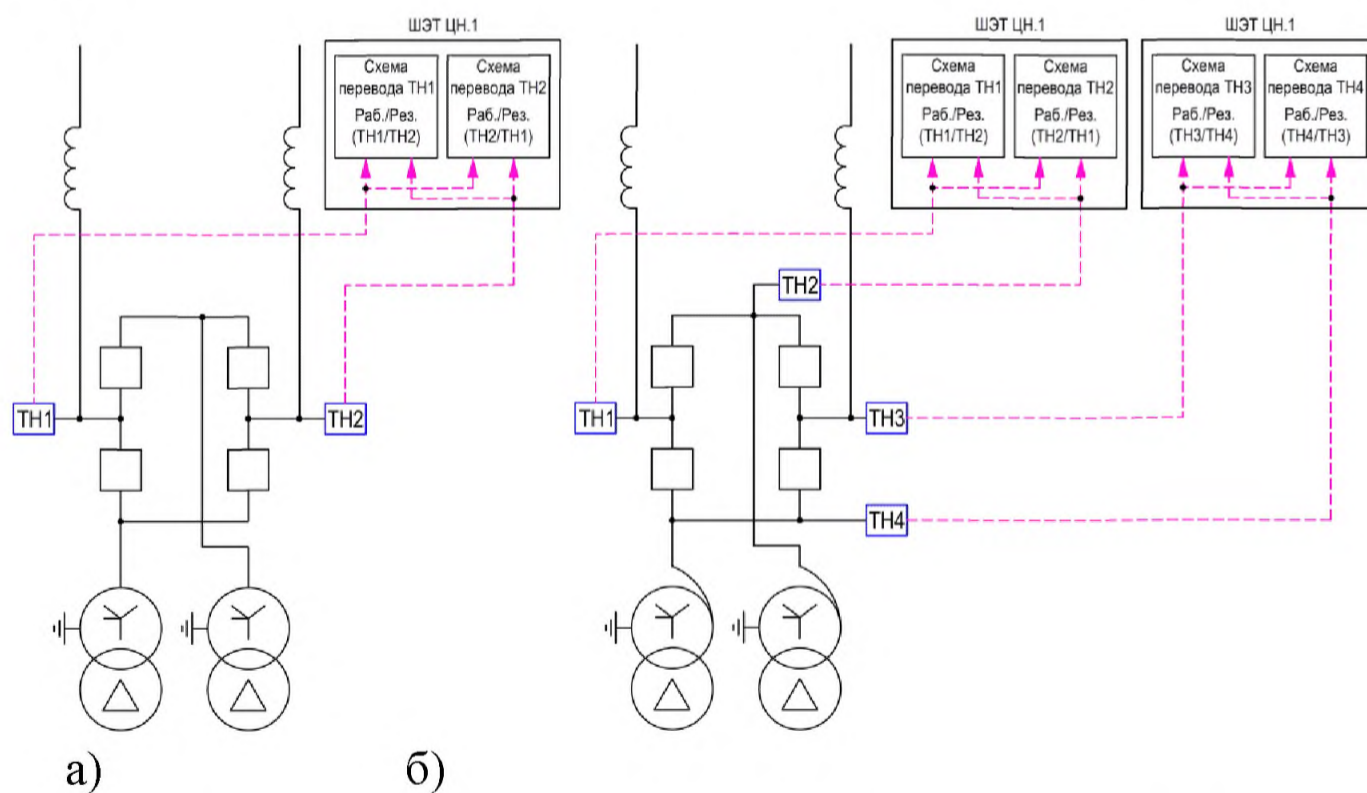 ШЭТ ЦН.1
Схема
перевода ТН1
Раб./Рез.
(ТН1/ТН2)
Схема
перевода ТН2
Раб./Рез.
(ТН2/ТН1)
ТН1
ТН2
а)
ШЭТ ЦН.1
Схема
перевода ТН1
Раб./Рез.
(ТН1/ТН2)
Схема
перевода ТН2
Раб./Рез.
(ТН2/ТН1)
ШЭТ ЦН.1
Схема
перевода ТН3
Раб./Рез.
(ТН3/ТН4)
Схема
перевода ТН4
Раб./Рез.
(ТН4/ТН3)
ТН2
ТН1
ТН3
ТН4
б)